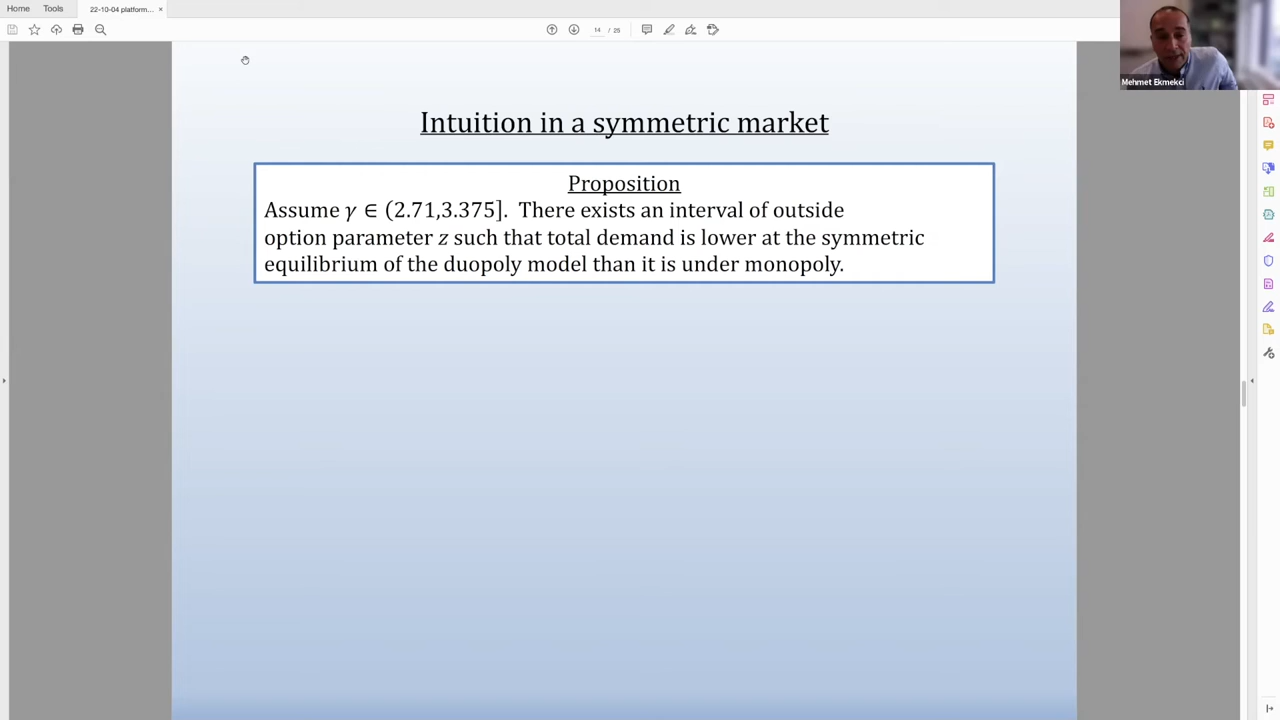 Home
Tools
22-10-04 platform... ×
14 / 25
Mehmet Ekmekci
Intuition in a symmetric market
Proposition
Assume γ ∈ (2.71,3.375]. There exists an interval of outside
option parameter z such that total demand is lower at the symmetric
equilibrium of the duopoly model than it is under monopoly.